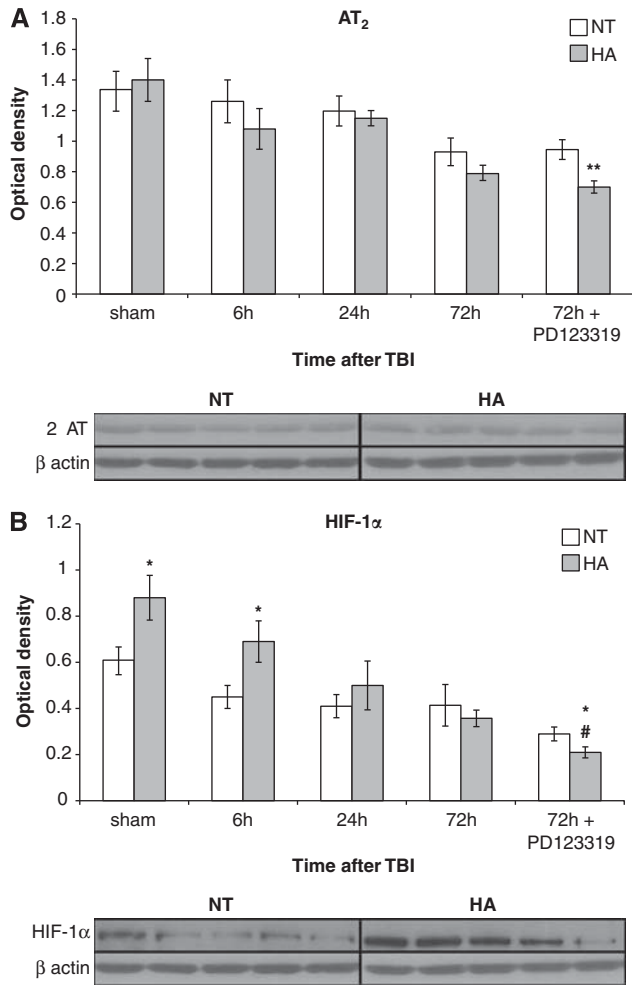 A
AT₂
NT
HA
Optical density
1.8
1.6
1.4
1.2
1
0.8
0.6
0.4
0.2
0
**
sham 6h 24h 72h 72h +
PD123319
Time after TBI
NT HA
2 AT
β actin
B
HIF-1α
NT
HA
Optical density
1.2
1
0.8
0.6
0.4
0.2
0
*
*
*
#
sham 6h 24h 72h 72h +
PD123319
Time after TBI
NT HA
HIF-1α
β actin